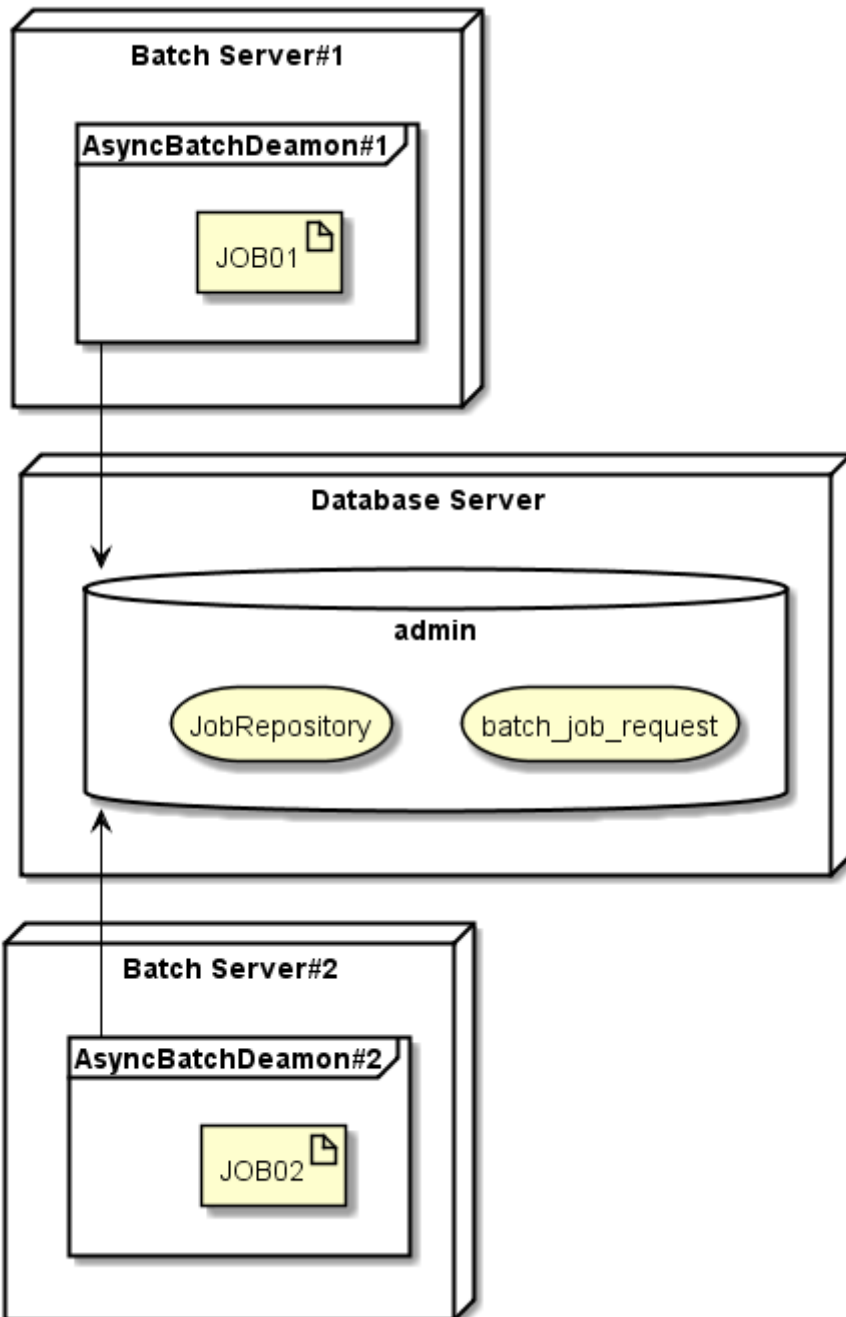 Batch Server#1
AsyncBatchDeamon#1
JOB01
Database Server
admin
JobRepository
batch_job_request
Batch Server#2
AsyncBatchDeamon#2
JOB02